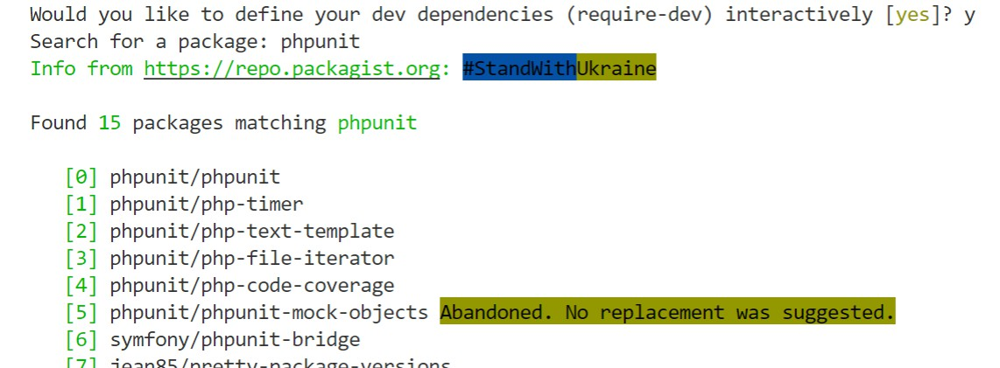 Would you like to define your dev dependencies (require-dev) interactively [yes]? y
Search for a package: phpunit
Info from https://repo.packagist.org: #StandWithUkraine
Found 15 packages matching phpunit
[0] phpunit/phpunit
[1] phpunit/php-timer
[2] phpunit/php-text-template
[3] phpunit/php-file-iterator
[4] phpunit/php-code-coverage
[5] phpunit/phpunit-mock-objects Abandoned. No replacement was suggested.
[6] symfony/phpunit-bridge
[7] jean85/pretty-package-versions